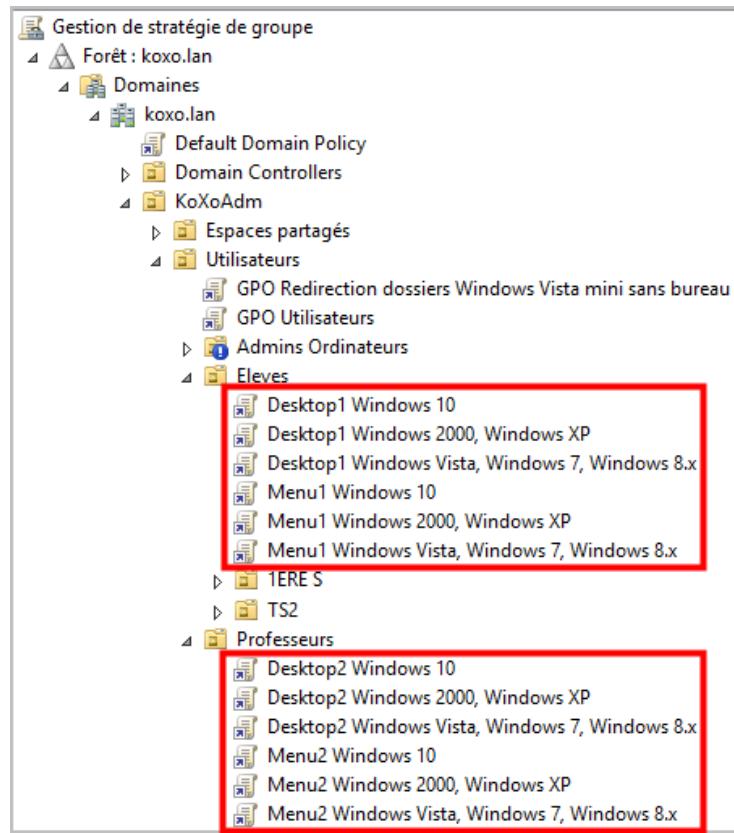 Gestion de stratégie de groupe
Forêt : koxo.lan
Domaines
koxo.lan
Default Domain Policy
Domain Controllers
KoXoAdm
Espaces partagés
Utilisateurs
GPO Redirection dossiers Windows Vista mini sans bureau
GPO Utilisateurs
Admins Ordinateurs
Eleves
Desktop1 Windows 10
Desktop1 Windows 2000, Windows XP
Desktop1 Windows Vista, Windows 7, Windows 8.x
Menu1 Windows 10
Menu1 Windows 2000, Windows XP
Menu1 Windows Vista, Windows 7, Windows 8.x
1ERE S
TS2
Professeurs
Desktop2 Windows 10
Desktop2 Windows 2000, Windows XP
Desktop2 Windows Vista, Windows 7, Windows 8.x
Menu2 Windows 10
Menu2 Windows 2000, Windows XP
Menu2 Windows Vista, Windows 7, Windows 8.x